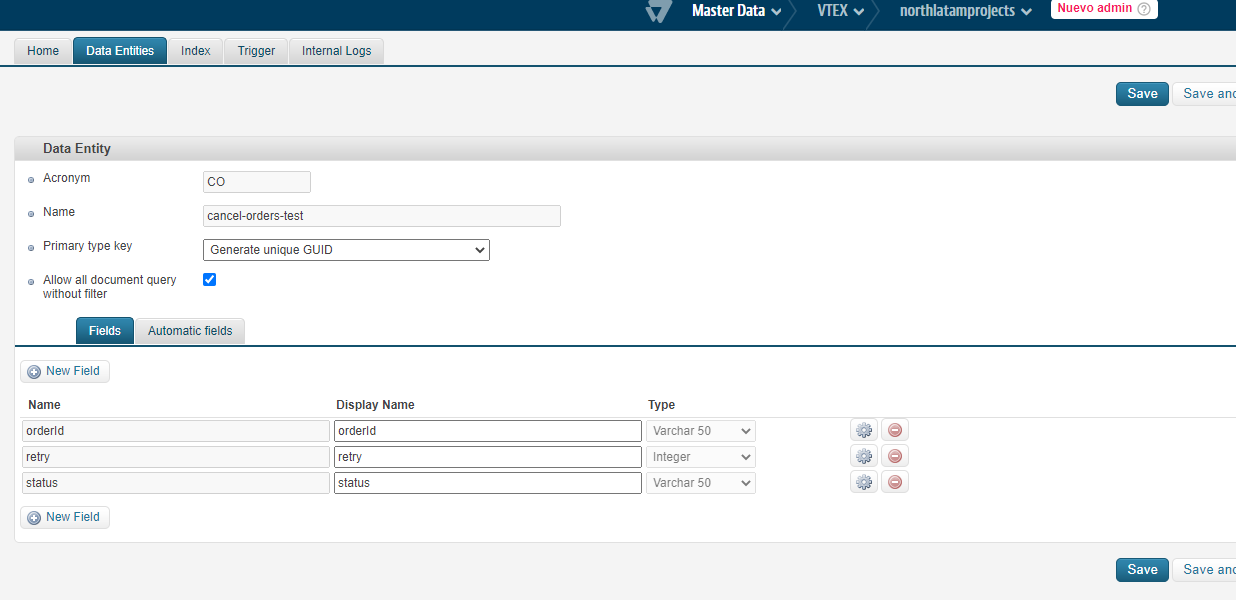 Master Data VTEX northlatamprojects Nuevo admin
Home Data Entities Index Trigger Internal Logs
Save Save and
Data Entity
Acronym CO
Name cancel-orders-test
Primary type key Generate unique GUID
Allow all document query
without filter
Fields Automatic fields
New Field
Name Display Name Type
orderId orderId Varchar 50
retry retry Integer
status status Varchar 50
New Field
Save Save and